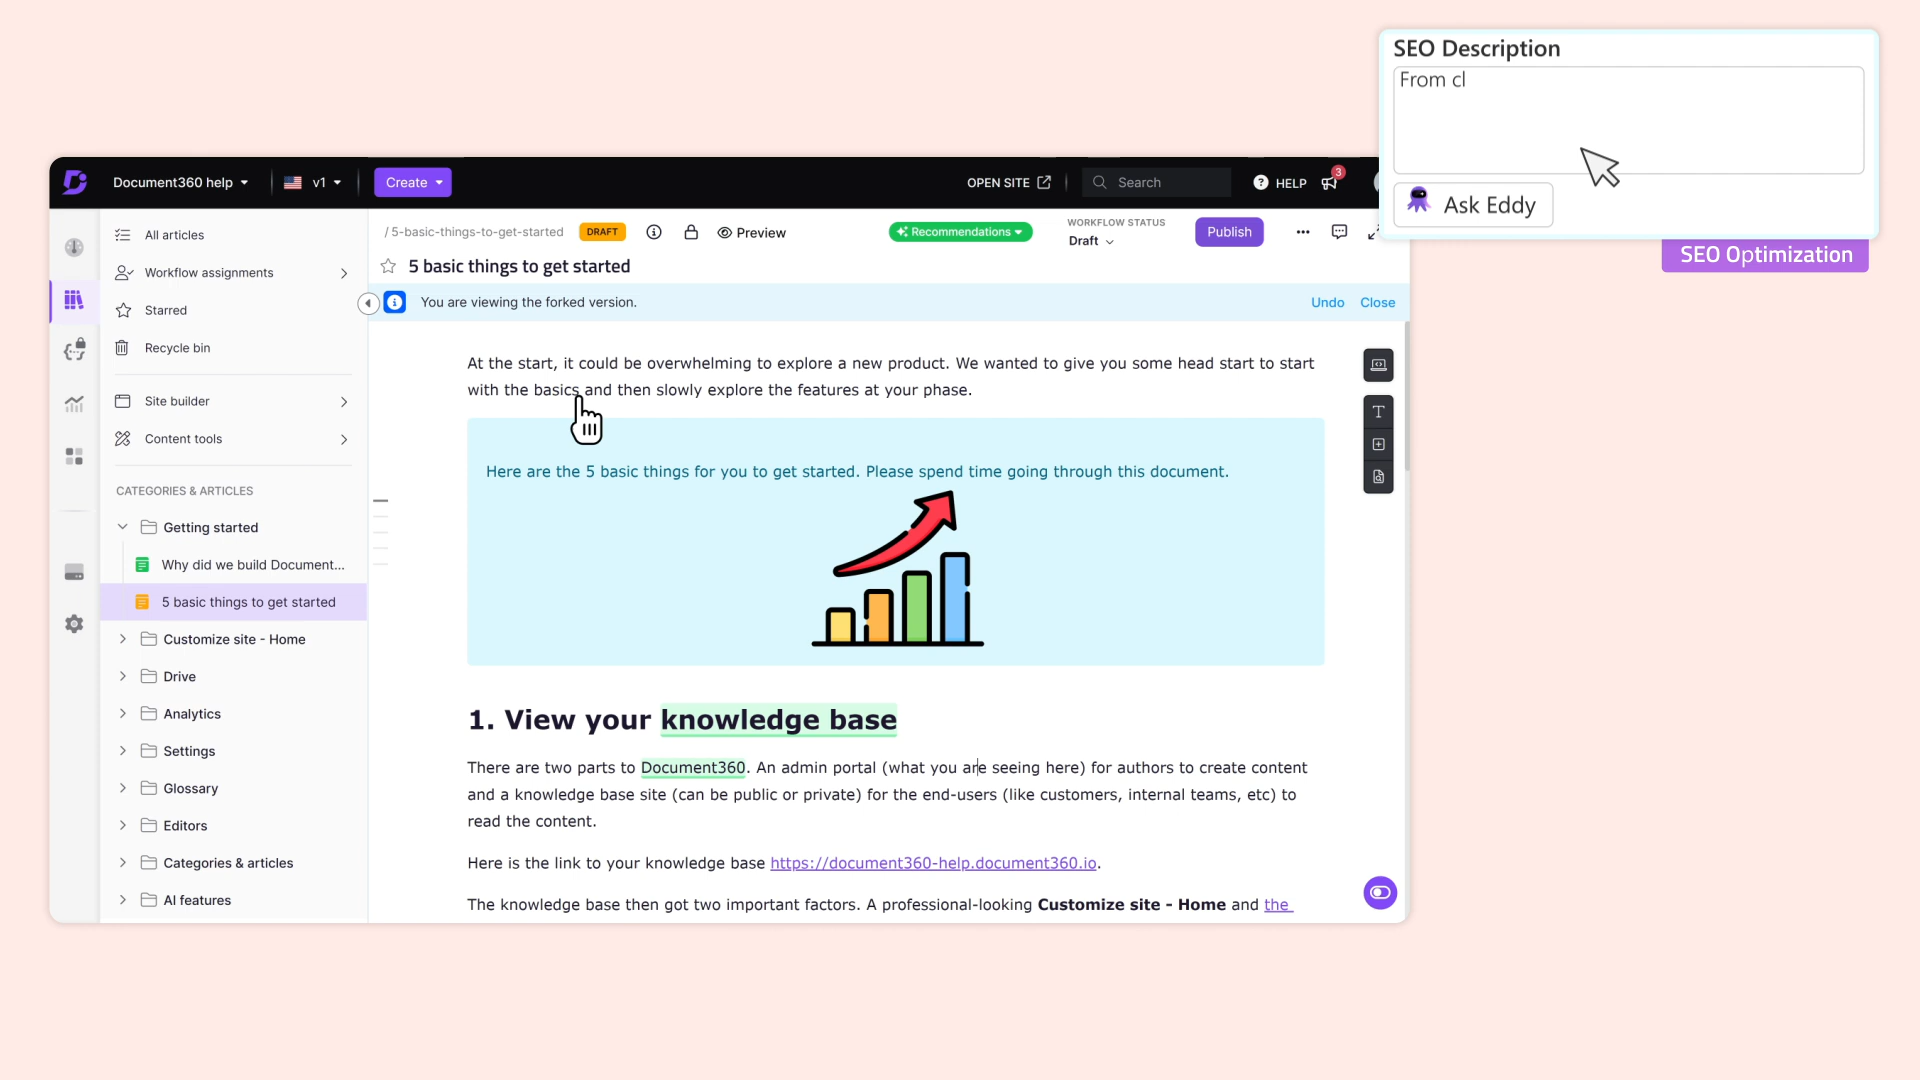 SEO Description
From cl
Ask Eddy
SEO Optimization
Document360 help
v1
Create
OPEN SITE
Search
HELP
3
All articles
Workflow assignments
Starred
Recycle bin
Site builder
Content tools
CATEGORIES & ARTICLES
Getting started
Why did we build Document...
5 basic things to get started
Customize site - Home
Drive
Analytics
Settings
Glossary
Editors
Categories & articles
AI features
/ 5-basic-things-to-get-started
DRAFT
Preview
Recommendations
WORKFLOW STATUS
Draft
Publish
5 basic things to get started
You are viewing the forked version.
Undo
Close
At the start, it could be overwhelming to explore a new product. We wanted to give you some head start to start
with the basics and then slowly explore the features at your phase.
Here are the 5 basic things for you to get started. Please spend time going through this document.
1. View your knowledge base
There are two parts to Document360. An admin portal (what you are seeing here) for authors to create content
and a knowledge base site (can be public or private) for the end-users (like customers, internal teams, etc) to
read the content.
Here is the link to your knowledge base https://document360-help.document360.io.
The knowledge base then got two important factors. A professional-looking Customize site - Home and the